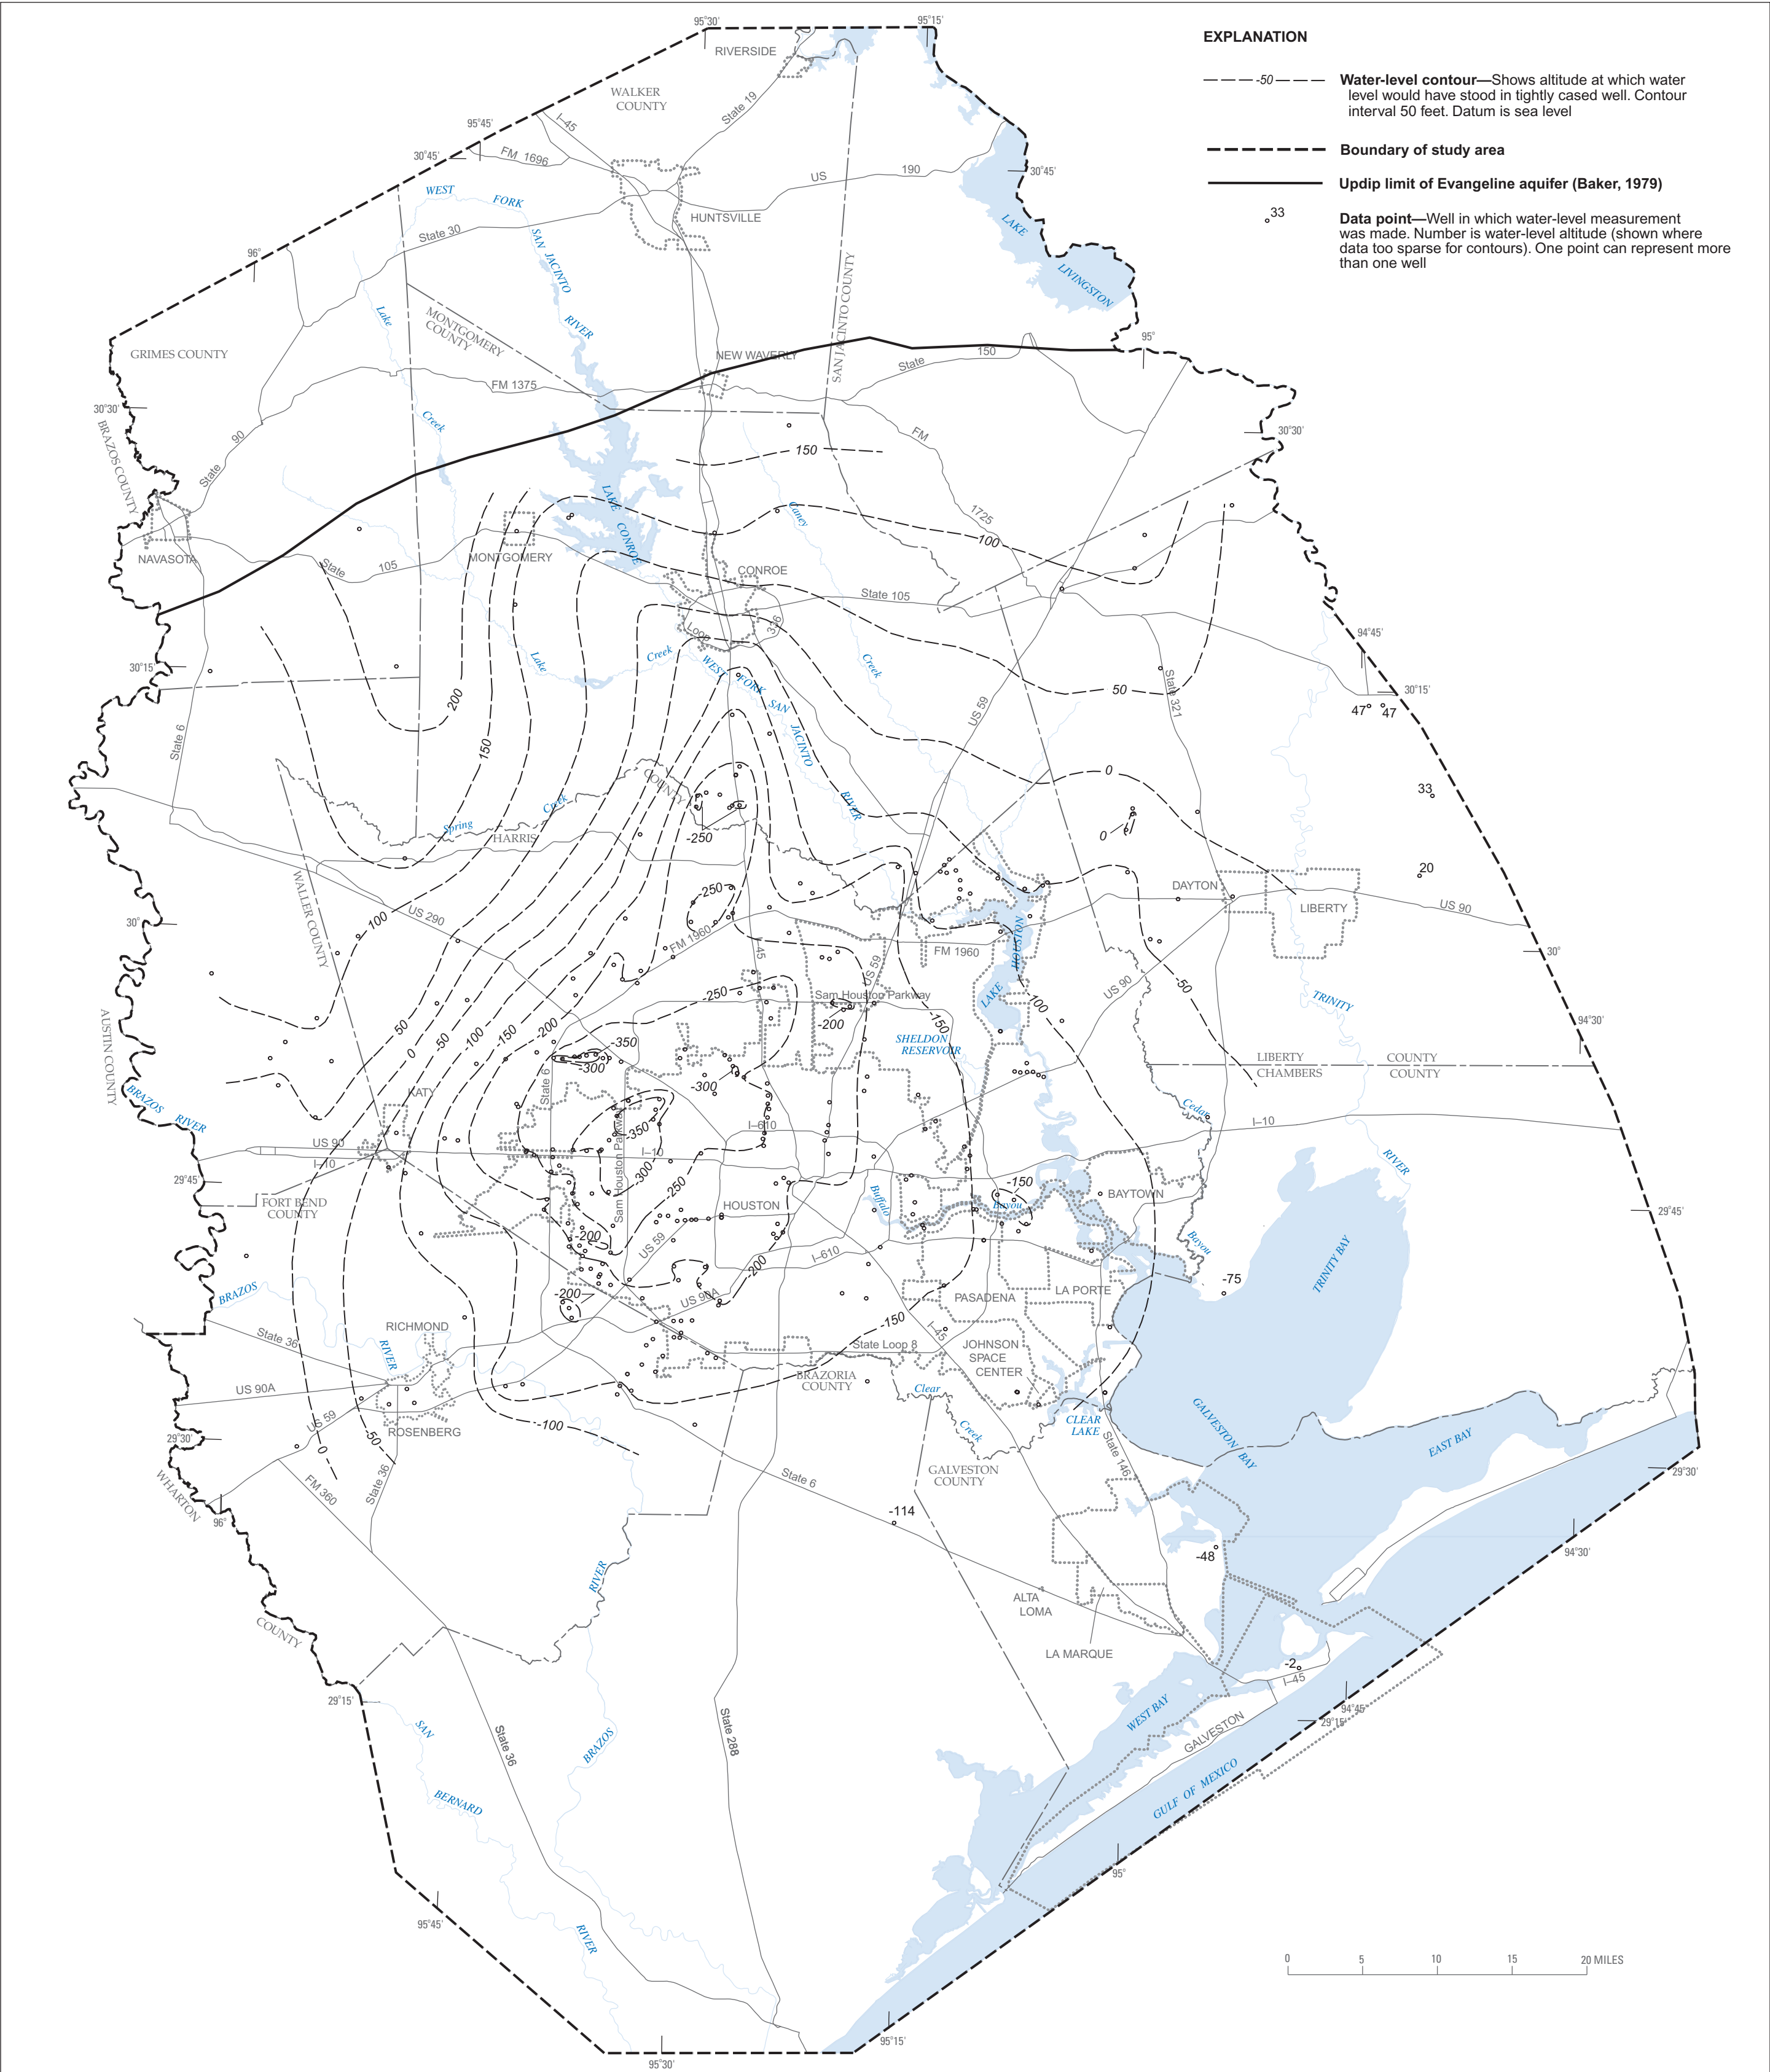 95°30'
95°15'
EXPLANATION
-50
Water-level contour—Shows altitude at which water
level would have stood in tightly cased well. Contour
interval 50 feet. Datum is sea level
Boundary of study area
Updip limit of Evangeline aquifer (Baker, 1979)
33
Data point—Well in which water-level measurement
was made. Number is water-level altitude (shown where
data too sparse for contours). One point can represent more
than one well
RIVERSIDE
WALKER
COUNTY
State 19
I–45
95°45'
30°45'
FM 1696
US
190
30°45'
WEST
FORK
SAN JACINTO
RIVER
HUNTSVILLE
State 30
LAKE
LIVINGSTON
96°
SAN JACINTO COUNTY
Lake
MONTGOMERY
COUNTY
GRIMES COUNTY
NEW WAVERLY
State
150
95°
FM 1375
30°30'
Creek
BRAZOS COUNTY
State
90
FM
30°30'
150
LAKE
CONROE
Caney
1725
100
NAVASOTA
State
105
MONTGOMERY
CONROE
State 105
Loop
336
94°45'
30°15'
Lake
Creek
WEST
FORK
SAN
JACINTO
RIVER
Creek
200
50
State 321
30°15'
47
47
US 59
State 6
150
0
33
COUNTY
Spring
Creek
HARRIS
-250
0
WALLER COUNTY
-250
20
DAYTON
LIBERTY
US 90
US 290
100
30°
FM 1960
I–45
US 59
FM 1960
HOUSTON
LAKE
30°
-50
US 90
TRINITY
-250
Sam Houston Parkway
-200
-150
-100
94°30'
50
0
-50
-100
-150
-200
-350
-300
SHELDON
RESERVOIR
AUSTIN COUNTY
LIBERTY
COUNTY
CHAMBERS
COUNTY
BRAZOS
RIVER
KATY
State 6
-300
Cedar
I–10
US 90
I–10
Sam Houston Parkway
-350
I–610
I–10
RIVER
29°45'
-300
-250
-150
FORT BEND
COUNTY
HOUSTON
Buffalo
Bayou
BAYTOWN
29°45'
-200
US 59
I–610
Bayou
TRINITY BAY
-200
-75
BRAZOS
-200
US 90A
PASADENA
LA PORTE
RICHMOND
State 36
RIVER
-150
I–45
State Loop 8
JOHNSON
SPACE
CENTER
BRAZORIA
COUNTY
US 90A
Clear
Creek
CLEAR
LAKE
GALVESTON
BAY
EAST BAY
US 59
ROSENBERG
-100
29°30'
0
-50
State 146
GALVESTON
COUNTY
29°30'
WHARTON
FM 360
State 36
State 6
96°
-114
94°30'
-48
RIVER
ALTA
LOMA
COUNTY
LA MARQUE
-2
I–45
29°15'
94°45'
29°15'
SAN
State 36
BRAZOS
State 288
WEST BAY
GALVESTON
BERNARD
GULF OF MEXICO
95°
95°45'
RIVER
0
5
10
15
20 MILES
95°15'
95°30'